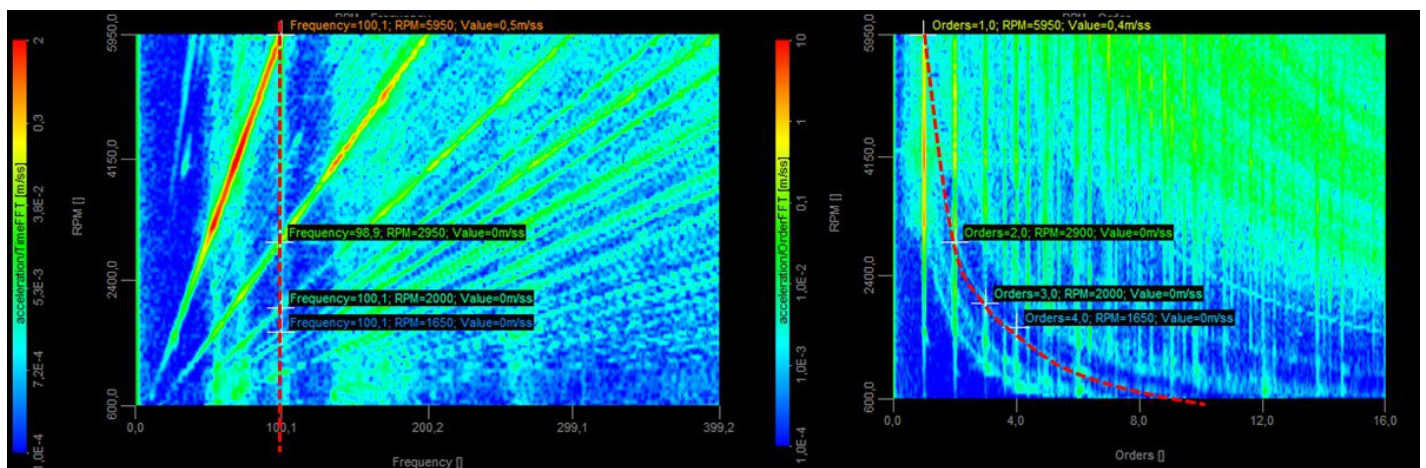 RPM - Frequency
Frequency=100,1; RPM=5950; Value=0,5m/ss
2
0,3
3,8E-2
5,3E-3
7,2E-4
1,0E-4
acceleration/TimeFFT [m/ss]
5950,0
4150,0
2400,0
600,0
RPM []
Frequency=98,9; RPM=2950; Value=0m/ss
Frequency=100,1; RPM=2000; Value=0m/ss
Frequency=100,1; RPM=1650; Value=0m/ss
0,0
100,1
200,2
299,1
399,2
Frequency []
RPM - Order
Orders=1,0; RPM=5950; Value=0,4m/ss
10
1
0,1
1,0E-2
1,0E-3
1,0E-4
acceleration/OrderFFT [m/ss]
5950,0
4150,0
2400,0
600,0
RPM []
Orders=2,0; RPM=2900; Value=0m/ss
Orders=3,0; RPM=2000; Value=0m/ss
Orders=4,0; RPM=1650; Value=0m/ss
0,0
4,0
8,0
12,0
16,0
Orders []